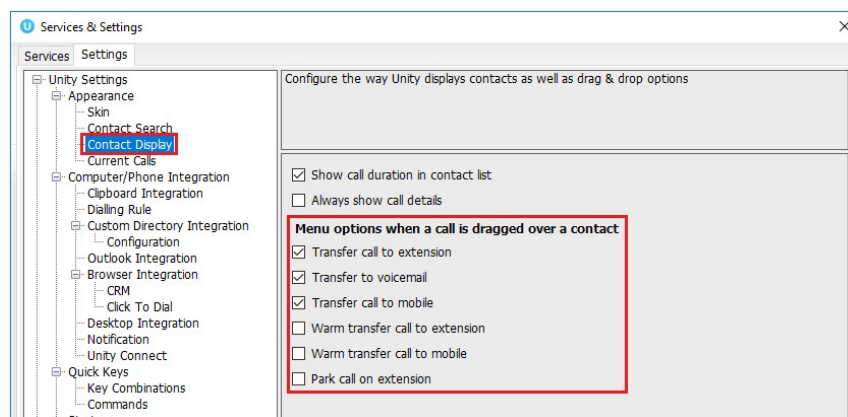 Services & Settings
Services Settings
Unity Settings
Appearance
Skin
Contact Search
Contact Display
Current Calls
Computer/Phone Integration
Clipboard Integration
Dialling Rule
Custom Directory Integration
Configuration
Outlook Integration
Browser Integration
CRM
Click To Dial
Desktop Integration
Notification
Unity Connect
Quick Keys
Key Combinations
Commands
Configure the way Unity displays contacts as well as drag & drop options
Show call duration in contact list
Always show call details
Menu options when a call is dragged over a contact
Transfer call to extension
Transfer to voicemail
Transfer call to mobile
Warm transfer call to extension
Warm transfer call to mobile
Park call on extension